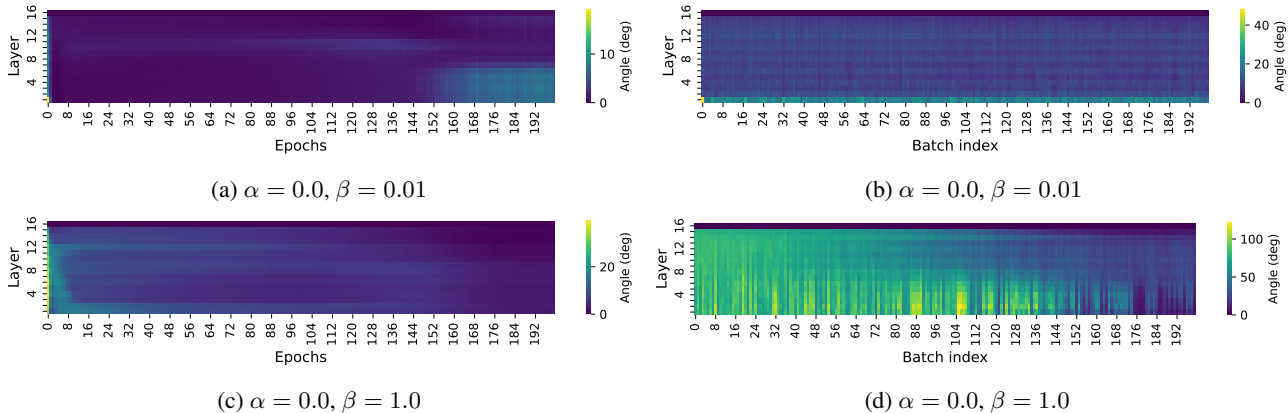 16
12
8
4
Layer
0 8 16 24 32 40 48 56 64 72 80 88 96 104 112 120 128 136 144 152 160 168 176 184 192
Epochs
10
0
Angle (deg)
(a) α = 0.0, β = 0.01
16
12
8
4
Layer
0 8 16 24 32 40 48 56 64 72 80 88 96 104 112 120 128 136 144 152 160 168 176 184 192
Batch index
40
20
0
Angle (deg)
(b) α = 0.0, β = 0.01
16
12
8
4
Layer
0 8 16 24 32 40 48 56 64 72 80 88 96 104 112 120 128 136 144 152 160 168 176 184 192
Epochs
20
0
Angle (deg)
(c) α = 0.0, β = 1.0
16
12
8
4
Layer
0 8 16 24 32 40 48 56 64 72 80 88 96 104 112 120 128 136 144 152 160 168 176 184 192
Batch index
100
50
0
Angle (deg)
(d) α = 0.0, β = 1.0